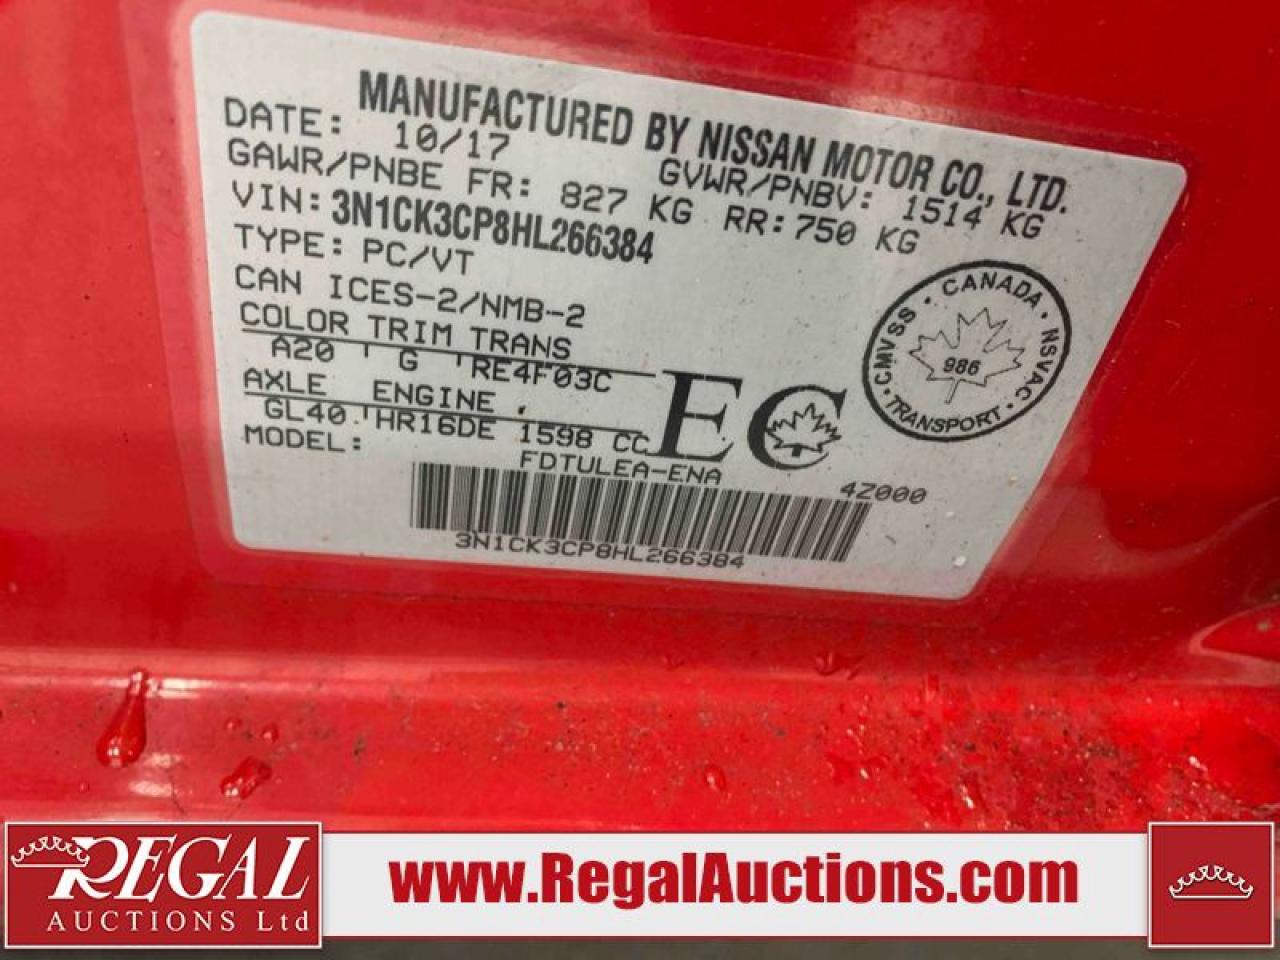 MANUFACTURED BY NISSAN MOTOR CO., LTD.
DATE: 10/17 GVWR/PNBV: 1514 KG
GAWR/PNBE FR: 827 KG RR: 750 KG
VIN: 3N1CK3CP8HL266384
TYPE: PC/VT
CAN ICES-2/NMB-2
COLOR TRIM TRANS
A20 G RE4F03C
AXLE ENGINE
GL40 HR16DE 1598 CC
MODEL: FDTULEA-ENA
EC
4Z000
3N1CK3CP8HL266384
CANADA · NSVAC · TRANSPORT · CMVSS ·
986
REGAL
AUCTIONS Ltd
www.RegalAuctions.com